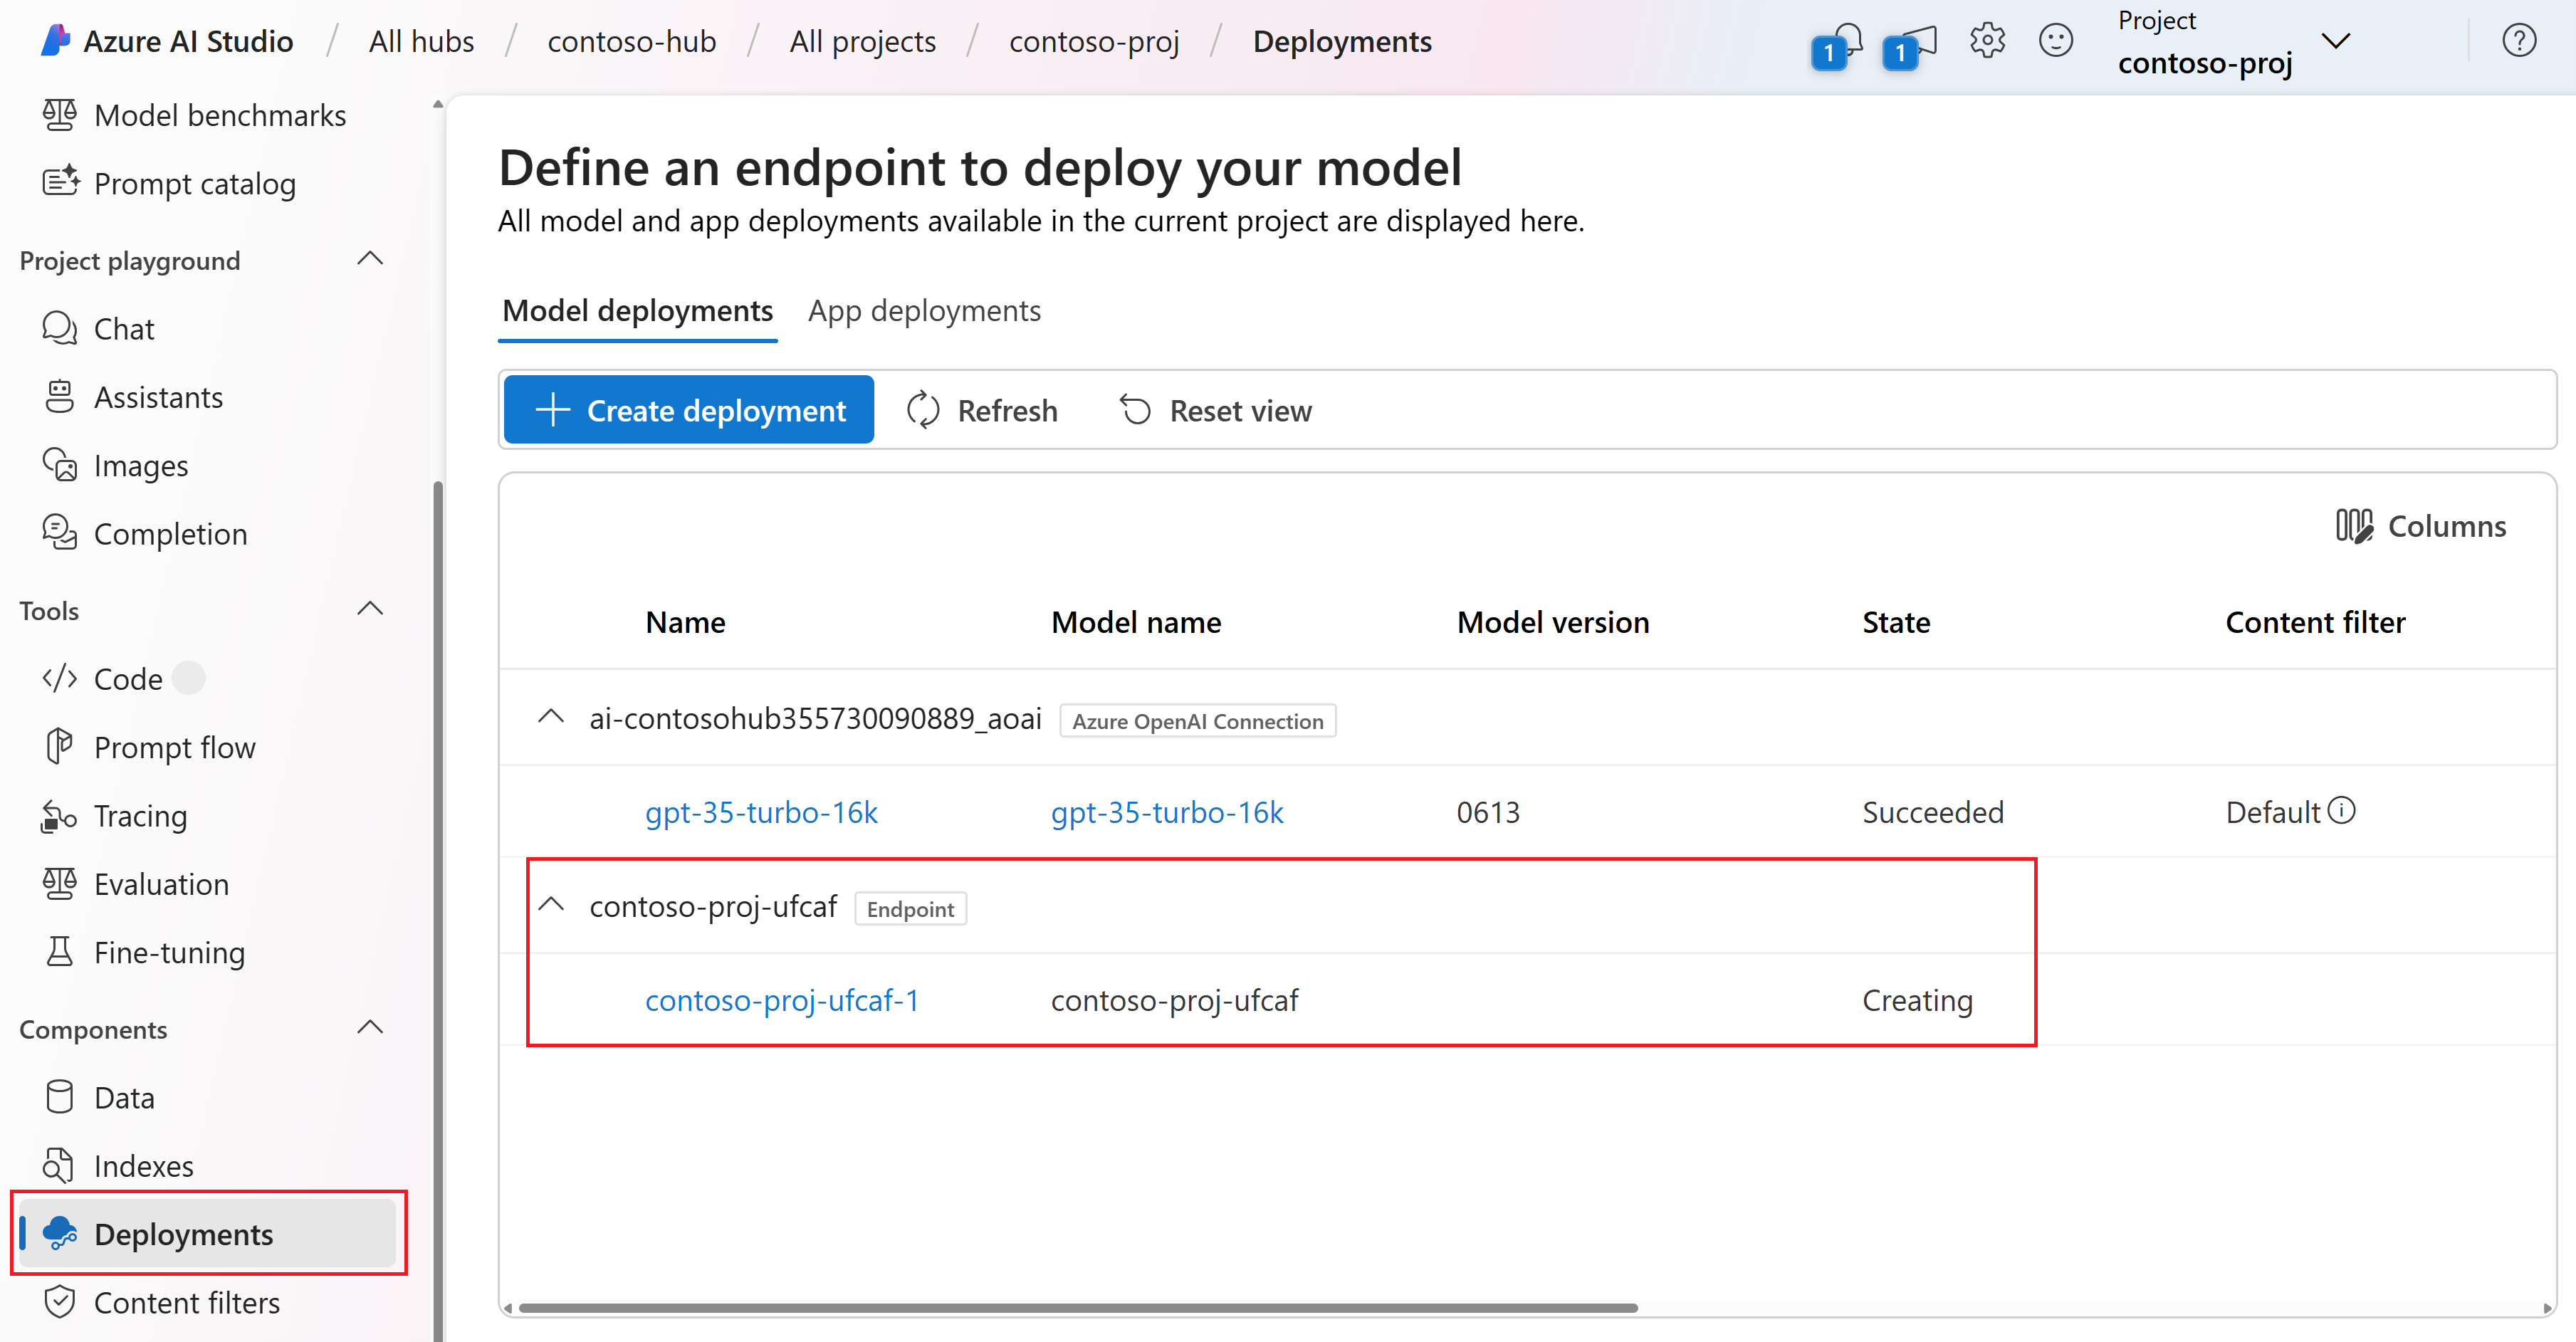 Azure AI Studio / All hubs / contoso-hub / All projects / contoso-proj / Deployments
1
1
Project
contoso-proj
Model benchmarks
Prompt catalog
Project playground
Chat
Assistants
Images
Completion
Tools
Code
Prompt flow
Tracing
Evaluation
Fine-tuning
Components
Data
Indexes
Deployments
Content filters
Define an endpoint to deploy your model
All model and app deployments available in the current project are displayed here.
Model deployments App deployments
Create deployment Refresh Reset view
Columns
Name Model name Model version State Content filter
ai-contosohub355730090889_aoai Azure OpenAI Connection
gpt-35-turbo-16k gpt-35-turbo-16k 0613 Succeeded Default
contoso-proj-ufcaf Endpoint
contoso-proj-ufcaf-1 contoso-proj-ufcaf Creating